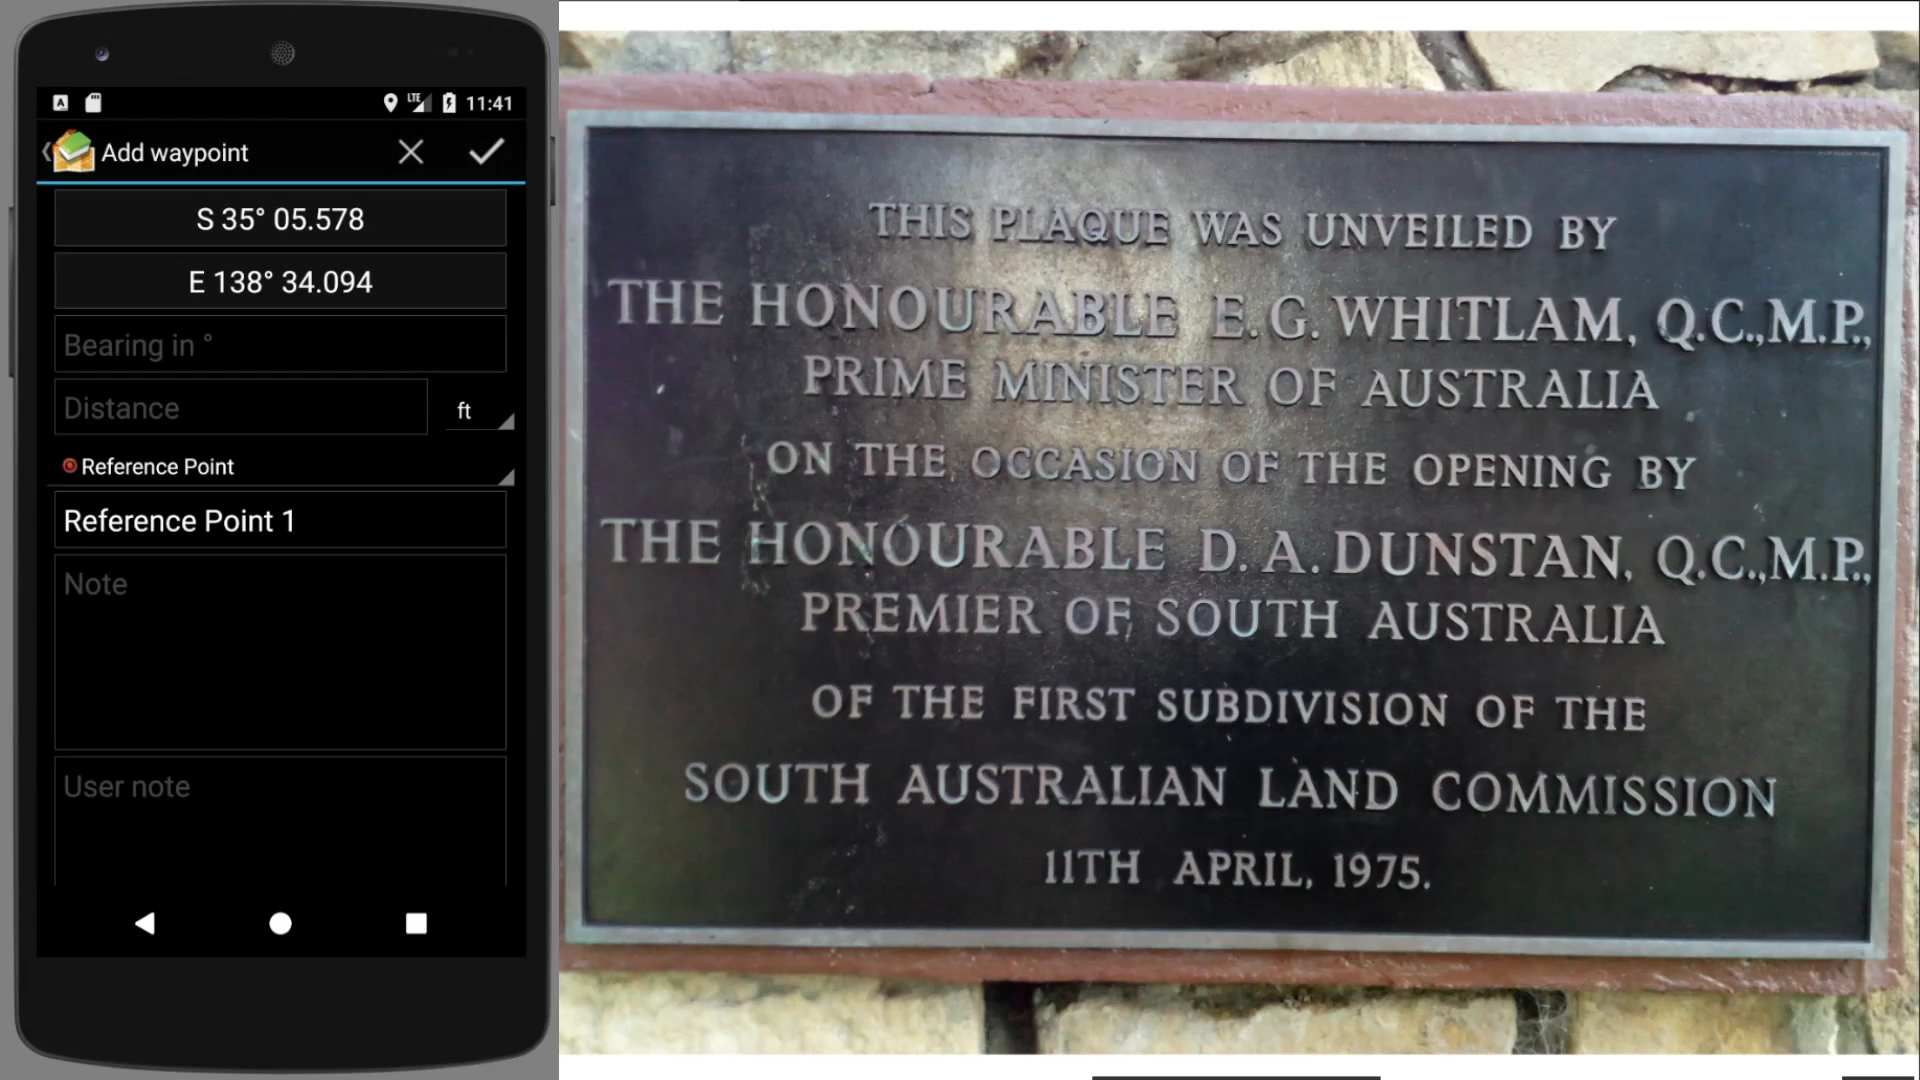 LTE 11:41
Add waypoint
S 35° 05.578
E 138° 34.094
Bearing in °
Distance ft
Reference Point
Reference Point 1
Note
User note
THIS PLAQUE WAS UNVEILED BY
THE HONOURABLE E.G. WHITLAM, Q.C.,M.P.,
PRIME MINISTER OF AUSTRALIA
ON THE OCCASION OF THE OPENING BY
THE HONOURABLE D.A. DUNSTAN, Q.C.,M.P.,
PREMIER OF SOUTH AUSTRALIA
OF THE FIRST SUBDIVISION OF THE
SOUTH AUSTRALIAN LAND COMMISSION
11TH APRIL, 1975.